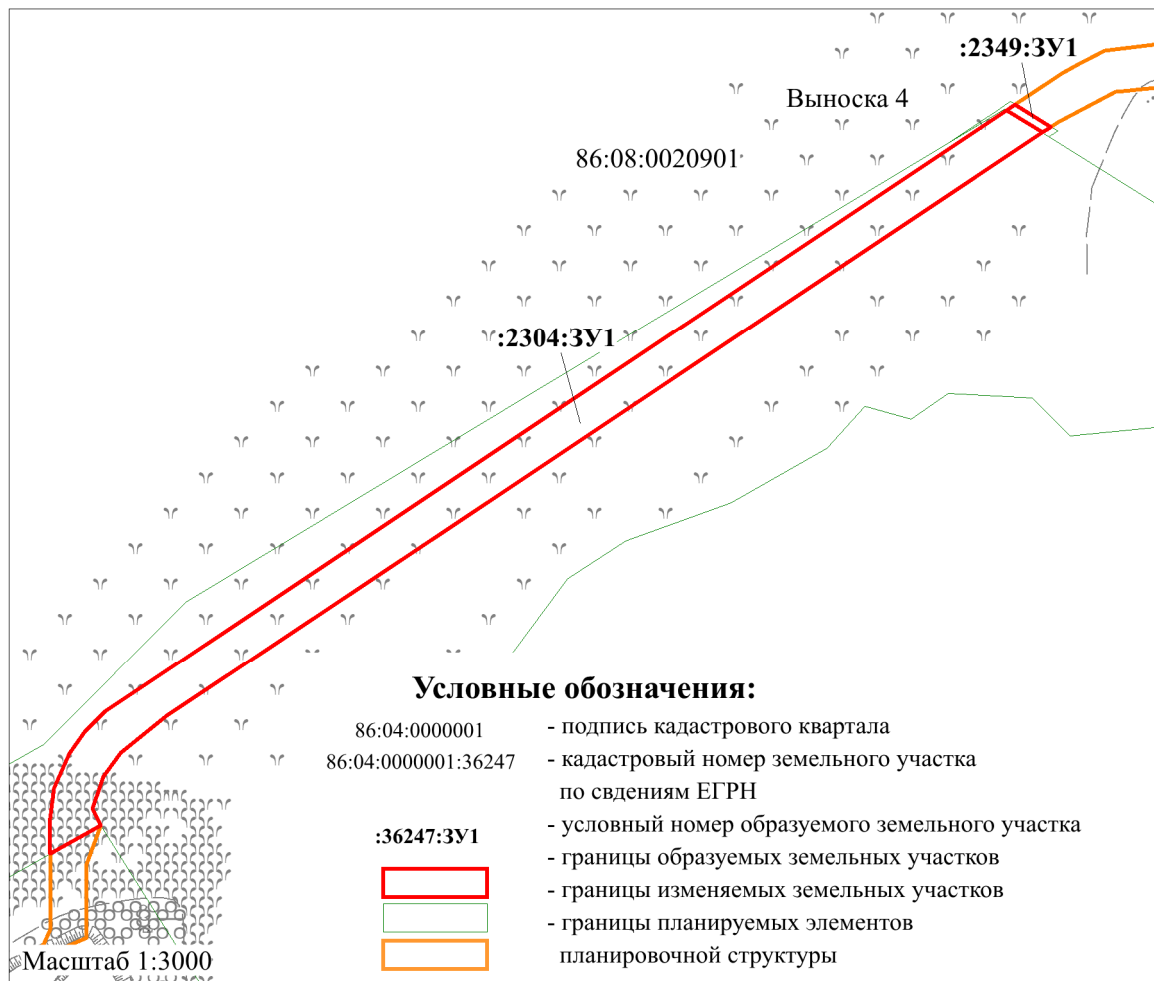 :2349:ЗУ1
Выноска 4
86:08:0020901
:2304:ЗУ1
Условные обозначения:
86:04:0000001 - подпись кадастрового квартала
86:04:0000001:36247 - кадастровый номер земельного участка
по свдениям ЕГРН
:36247:ЗУ1 - условный номер образуемого земельного участка
- границы образуемых земельных участков
- границы изменяемых земельных участков
- границы планируемых элементов
планировочной структуры
Масштаб 1:3000